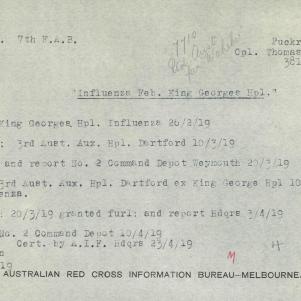 . 7th F.A.B.
Puckr
Cpl. Thomas
381
"Influenza Feb. King Georges Hpl."
King Georges Hpl. Influenza 26/2/19
: 3rd Aust. Aux. Hpl. Dartford 10/3/19
and report No. 2 Command Depot Weymouth 20/3/19
3rd Aust. Aux. Hpl. Dartford ex King George Hpl 10
enza.
: 20/3/19 granted furl: and report Hdqrs 3/4/19
No. 2 Command Depot 10/4/19
Cert. by A.I.F. Hdqrs 23/4/19
n
19
M
AUSTRALIAN RED CROSS INFORMATION BUREAU—MELBOURNE